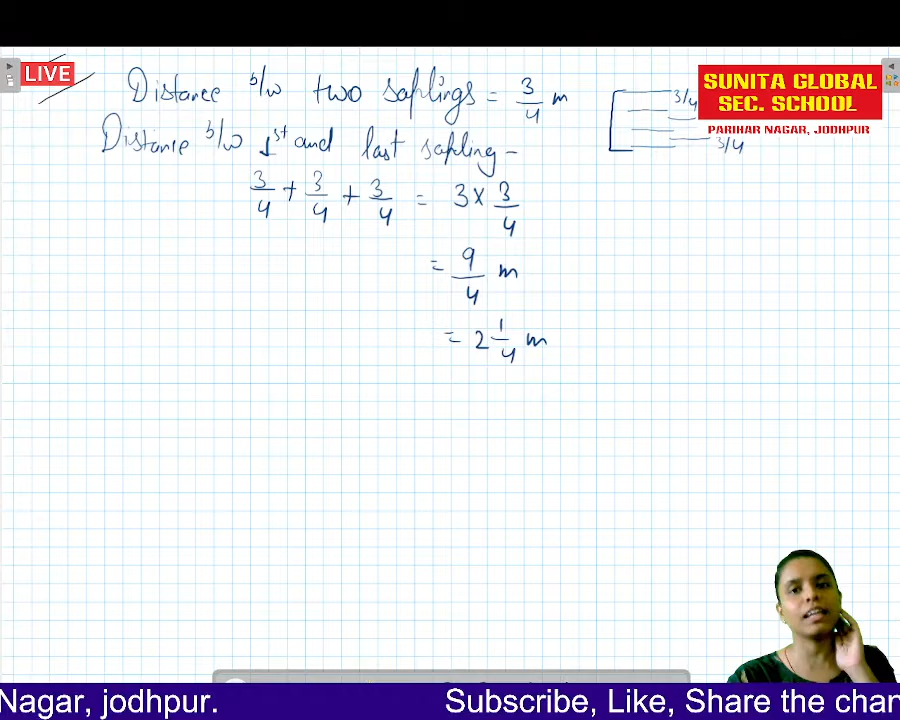 LIVE
Distance b/w two saplings = 3/4 m
Distance b/w 1st and last sapling -
3/4 + 3/4 + 3/4 = 3 × 3/4
= 9/4 m
= 2 1/4 m
3/4
3/4
SUNITA GLOBAL
SEC. SCHOOL
PARIHAR NAGAR, JODHPUR
Nagar, jodhpur. Subscribe, Like, Share the chan